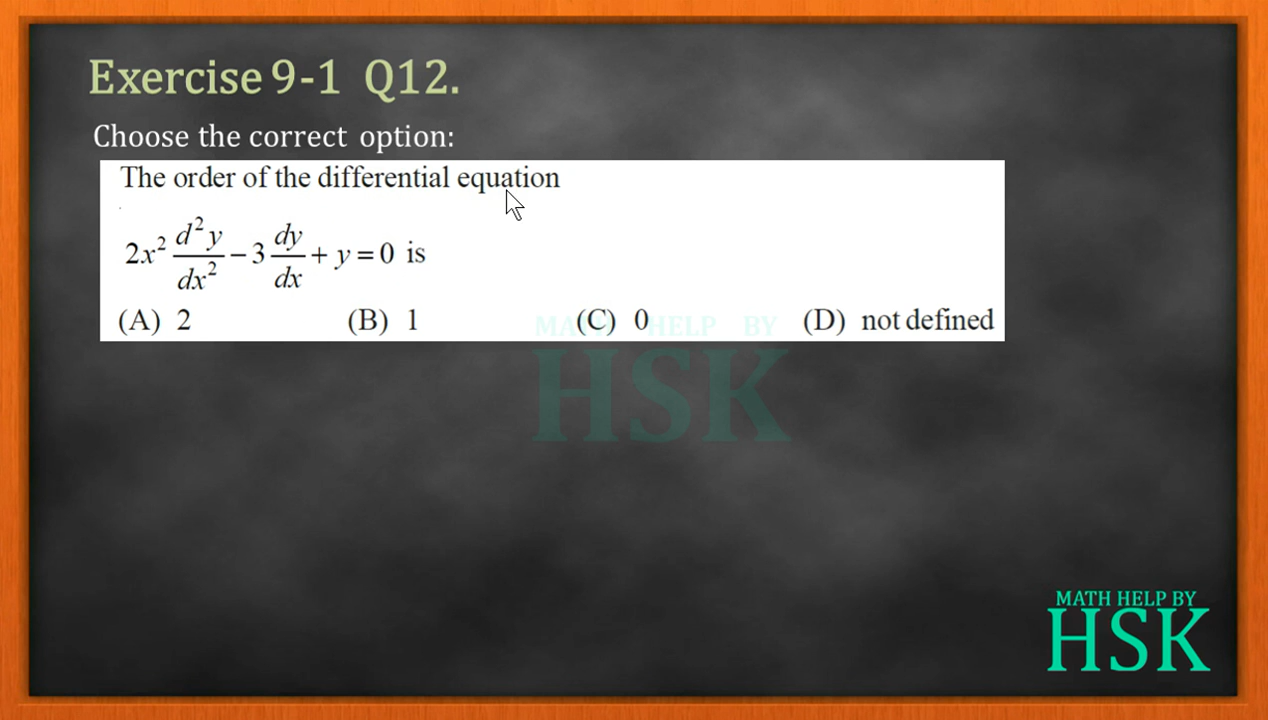 Exercise 9-1 Q12.
Choose the correct option:
The order of the differential equation
2x² d²y/dx² − 3 dy/dx + y = 0 is
(A) 2 (B) 1 (C) 0 (D) not defined
MATH HELP BY
HSK
MATH HELP BY
HSK